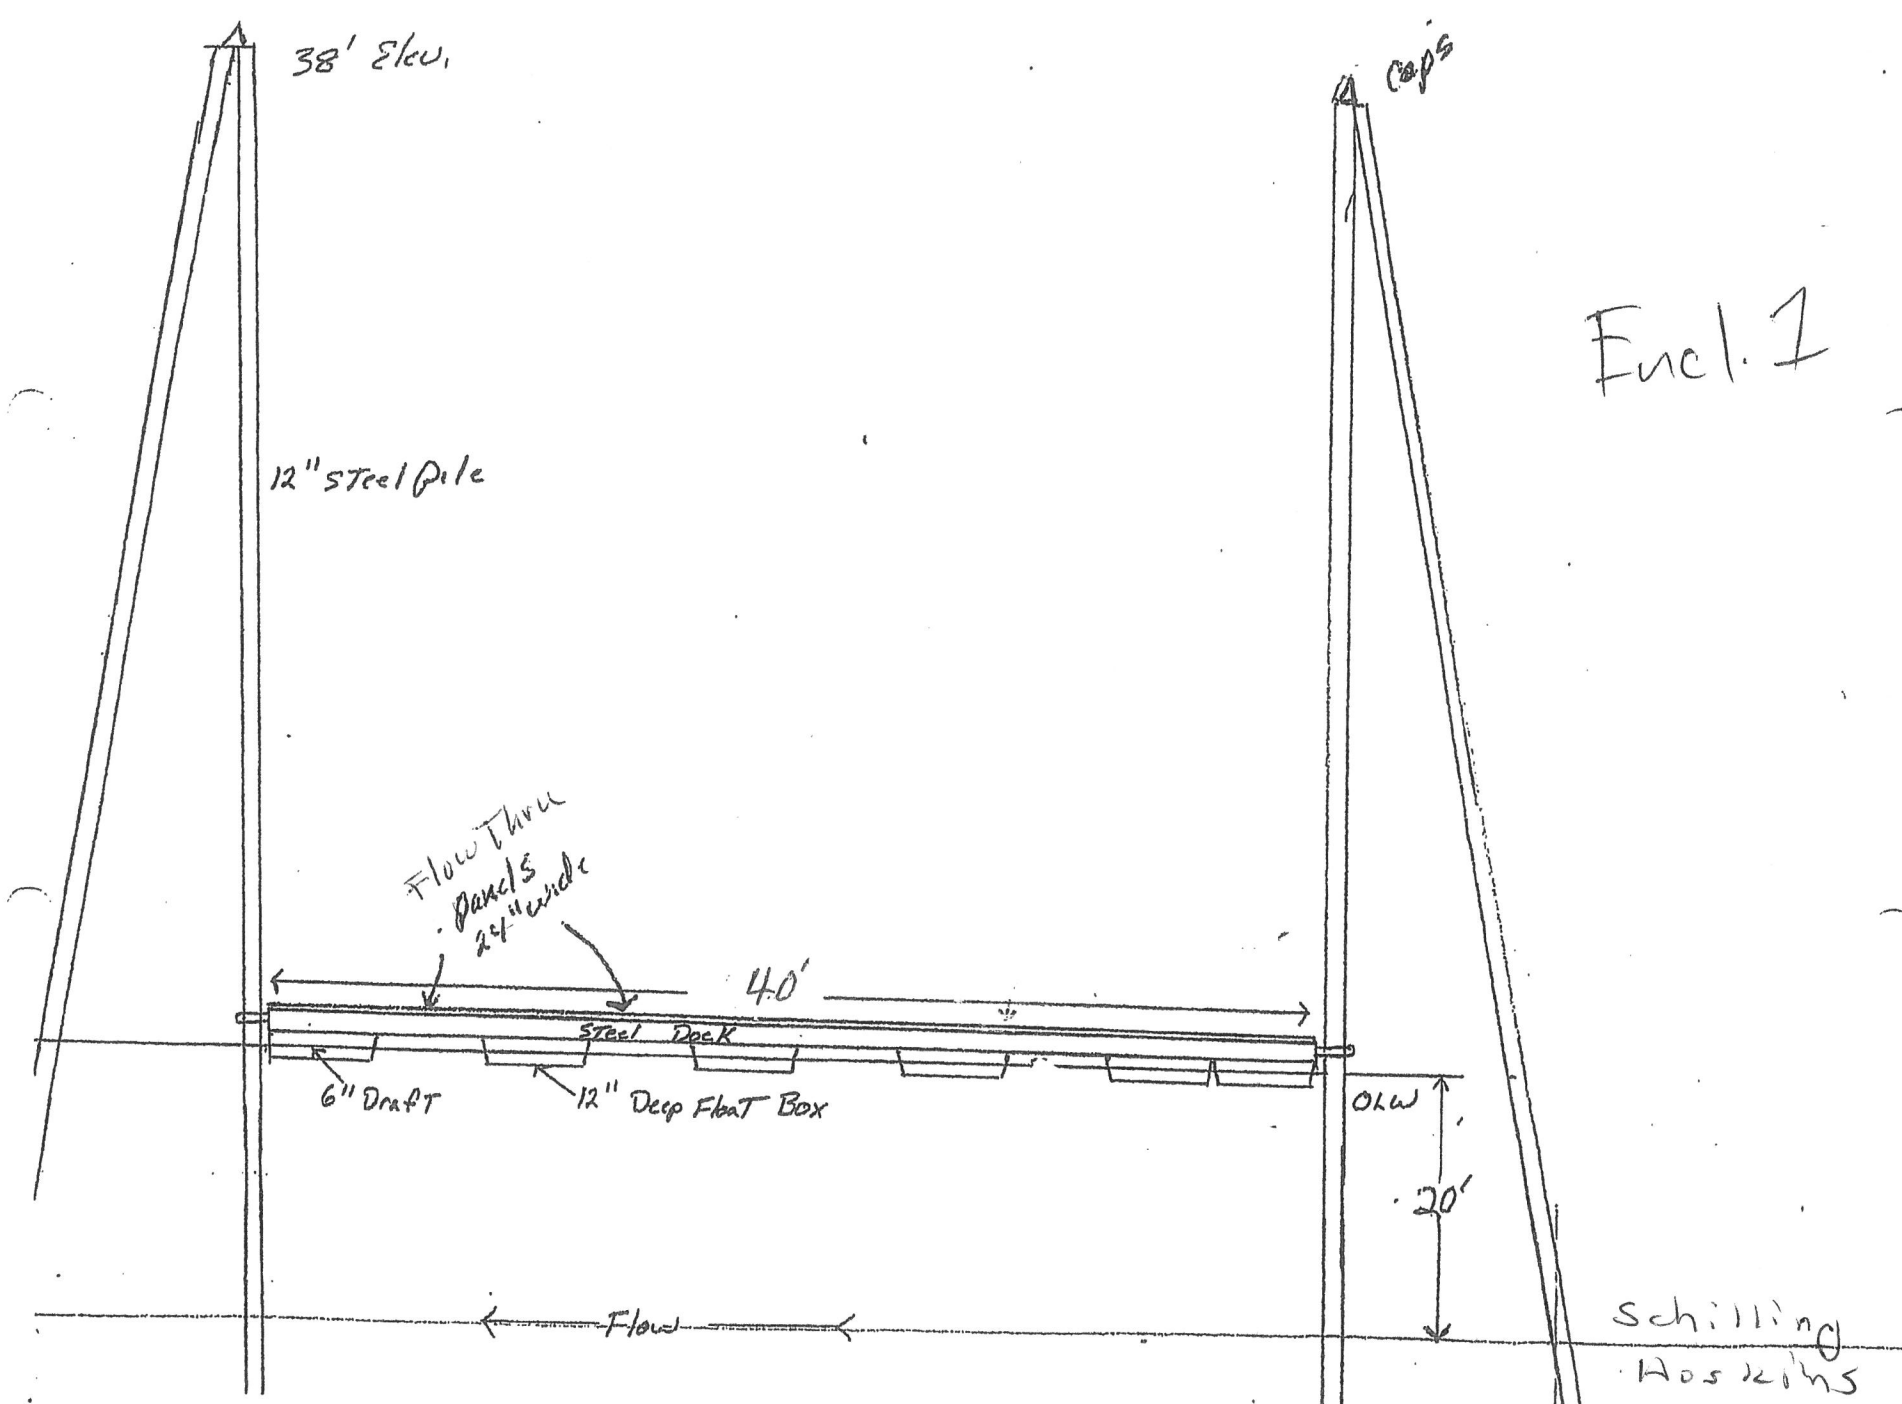 38' Elev.
Cap's
Encl. 1
12" Steel pile
Flow Thru
panels
24" wide
40'
Steel Dock
6" Draft
12" Deep Float Box
OLW
20'
Flow
Schilling
Hoskins